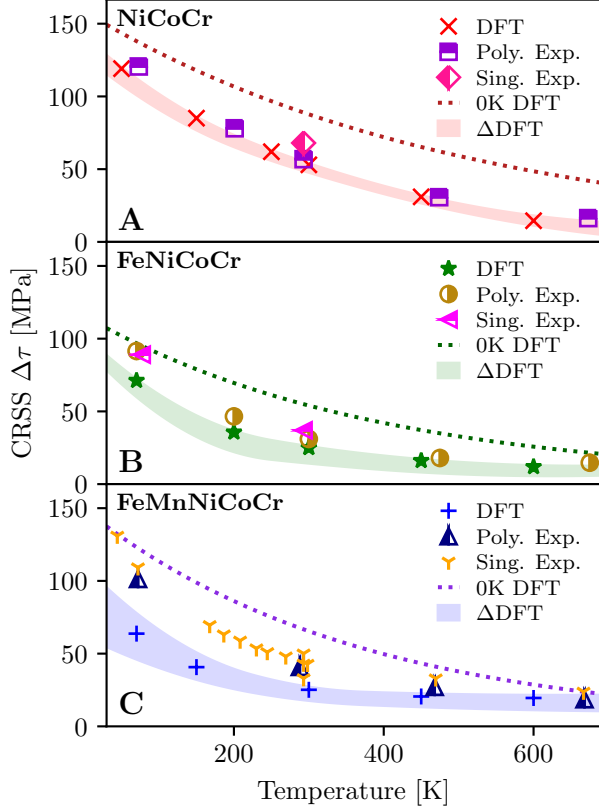 NiCoCr
150
100
50
0
A
DFT
Poly. Exp.
Sing. Exp.
0K DFT
ΔDFT
FeNiCoCr
150
100
50
0
B
DFT
Poly. Exp.
Sing. Exp.
0K DFT
ΔDFT
CRSS Δτ [MPa]
FeMnNiCoCr
150
100
50
0
C
DFT
Poly. Exp.
Sing. Exp.
0K DFT
ΔDFT
200
400
600
Temperature [K]